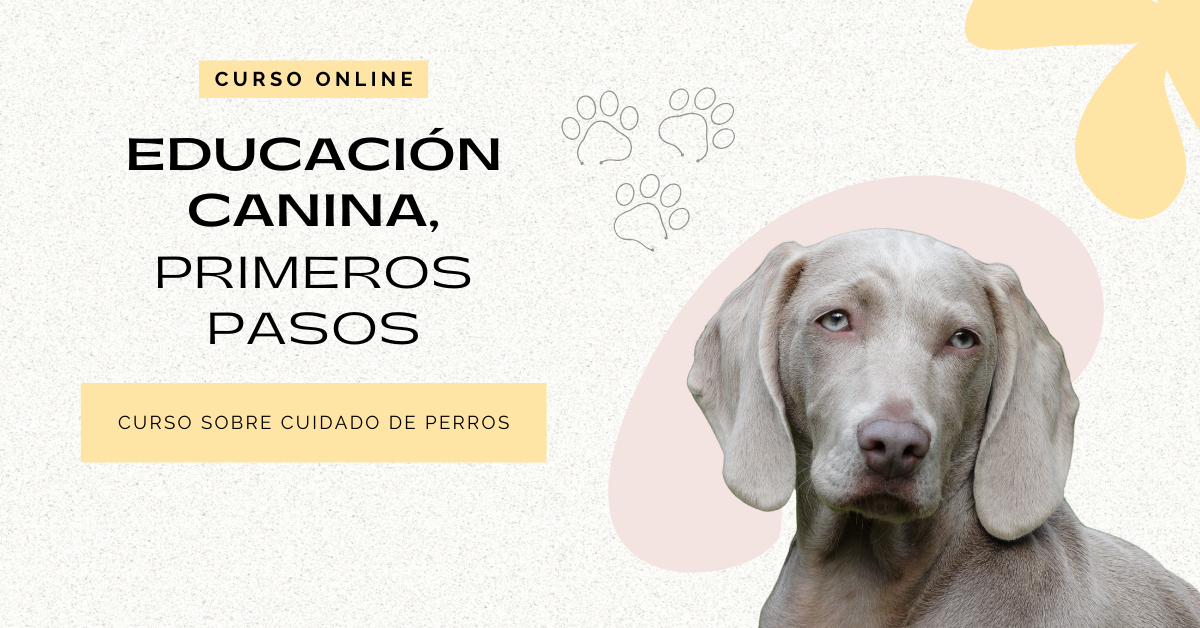 CURSO ONLINE
EDUCACIÓN
CANINA,
PRIMEROS
PASOS
CURSO SOBRE CUIDADO DE PERROS